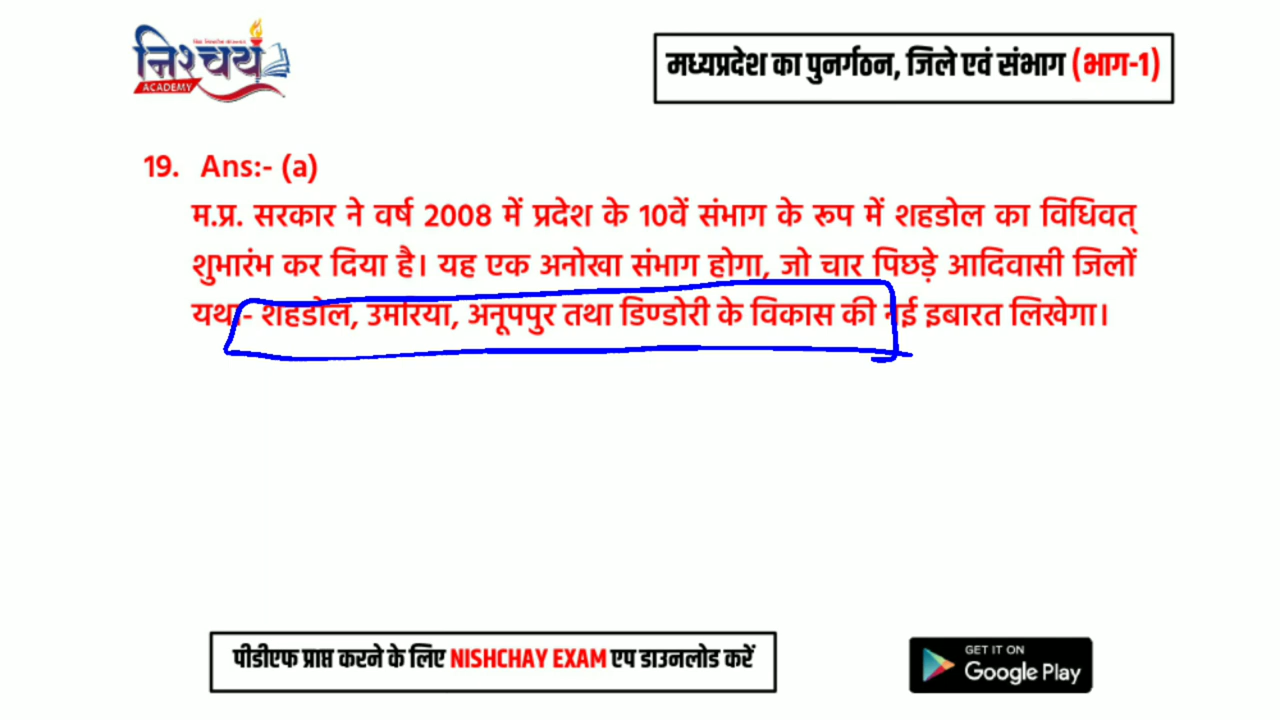 निश्चय
ACADEMY
मध्यप्रदेश का पुनर्गठन, जिले एवं संभाग (भाग-1)
19. Ans:- (a)
म.प्र. सरकार ने वर्ष 2008 में प्रदेश के 10वें संभाग के रूप में शहडोल का विधिवत्
शुभारंभ कर दिया है। यह एक अनोखा संभाग होगा, जो चार पिछड़े आदिवासी जिलों
यथा- शहडोल, उमरिया, अनूपपुर तथा डिण्डोरी के विकास की नई इबारत लिखेगा।
पीडीएफ प्राप्त करने के लिए NISHCHAY EXAM एप डाउनलोड करें
GET IT ON
Google Play